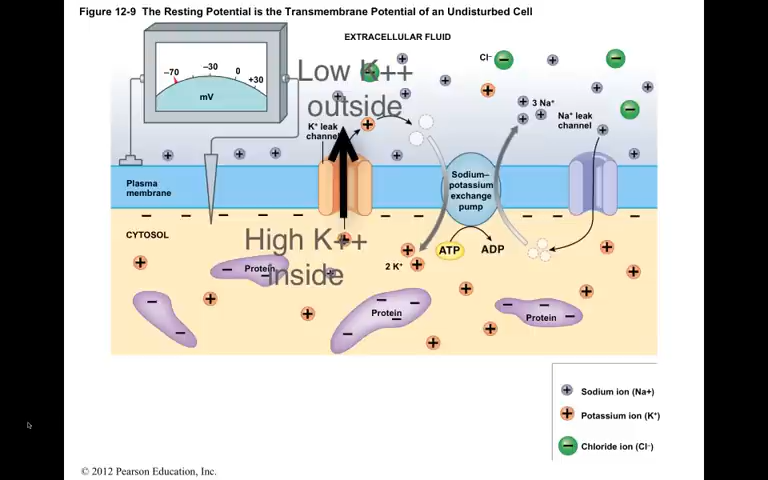 Figure 12-9 The Resting Potential is the Transmembrane Potential of an Undisturbed Cell
EXTRACELLULAR FLUID
–70
–30
0
+30
mV
Low K++
outside
Cl–
3 Na+
K+ leak
channel
Na+ leak
channel
Plasma
membrane
Sodium–
potassium
exchange
pump
CYTOSOL
High K++
inside
2 K+
ATP
ADP
Protein
Protein
Protein
Sodium ion (Na+)
Potassium ion (K+)
Chloride ion (Cl–)
© 2012 Pearson Education, Inc.